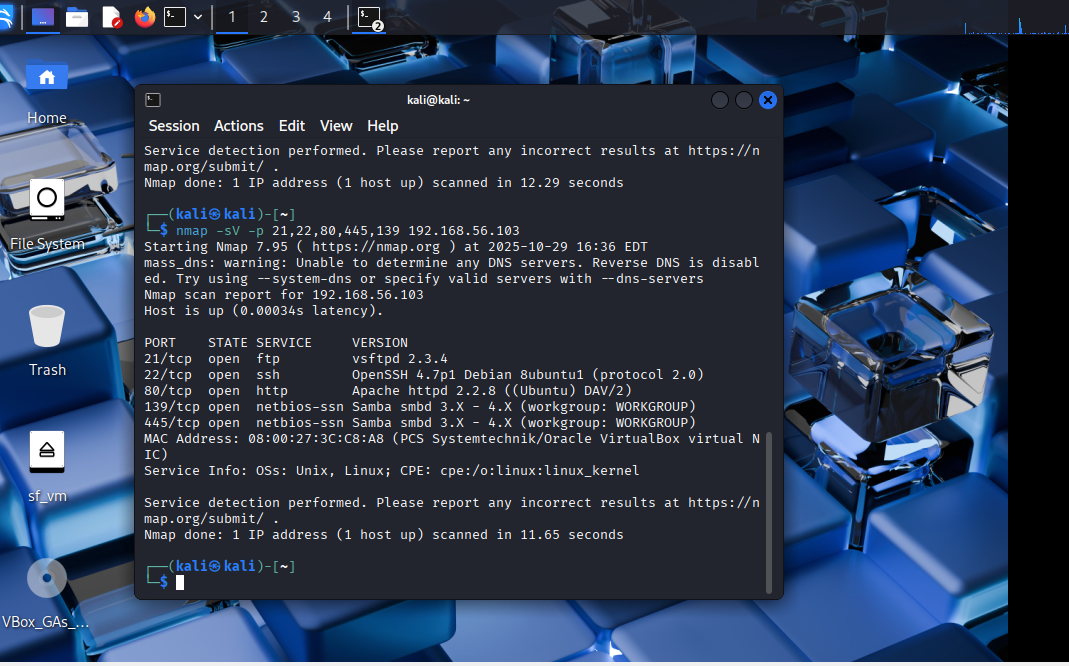 1 2 3 4
2
kali@kali: ~
Session Actions Edit View Help
Home
File System
Trash
sf_vm
VBox_GAs_...
Service detection performed. Please report any incorrect results at https://n
map.org/submit/ .
Nmap done: 1 IP address (1 host up) scanned in 12.29 seconds
┌──(kali㉿kali)-[~]
└─$ nmap -sV -p 21,22,80,445,139 192.168.56.103
Starting Nmap 7.95 ( https://nmap.org ) at 2025-10-29 16:36 EDT
mass_dns: warning: Unable to determine any DNS servers. Reverse DNS is disabl
ed. Try using --system-dns or specify valid servers with --dns-servers
Nmap scan report for 192.168.56.103
Host is up (0.00034s latency).
PORT    STATE SERVICE     VERSION
21/tcp  open  ftp         vsftpd 2.3.4
22/tcp  open  ssh         OpenSSH 4.7p1 Debian 8ubuntu1 (protocol 2.0)
80/tcp  open  http        Apache httpd 2.2.8 ((Ubuntu) DAV/2)
139/tcp open  netbios-ssn Samba smbd 3.X - 4.X (workgroup: WORKGROUP)
445/tcp open  netbios-ssn Samba smbd 3.X - 4.X (workgroup: WORKGROUP)
MAC Address: 08:00:27:3C:C8:A8 (PCS Systemtechnik/Oracle VirtualBox virtual N
IC)
Service Info: OSs: Unix, Linux; CPE: cpe:/o:linux:linux_kernel
Service detection performed. Please report any incorrect results at https://n
map.org/submit/ .
Nmap done: 1 IP address (1 host up) scanned in 11.65 seconds
┌──(kali㉿kali)-[~]
└─$